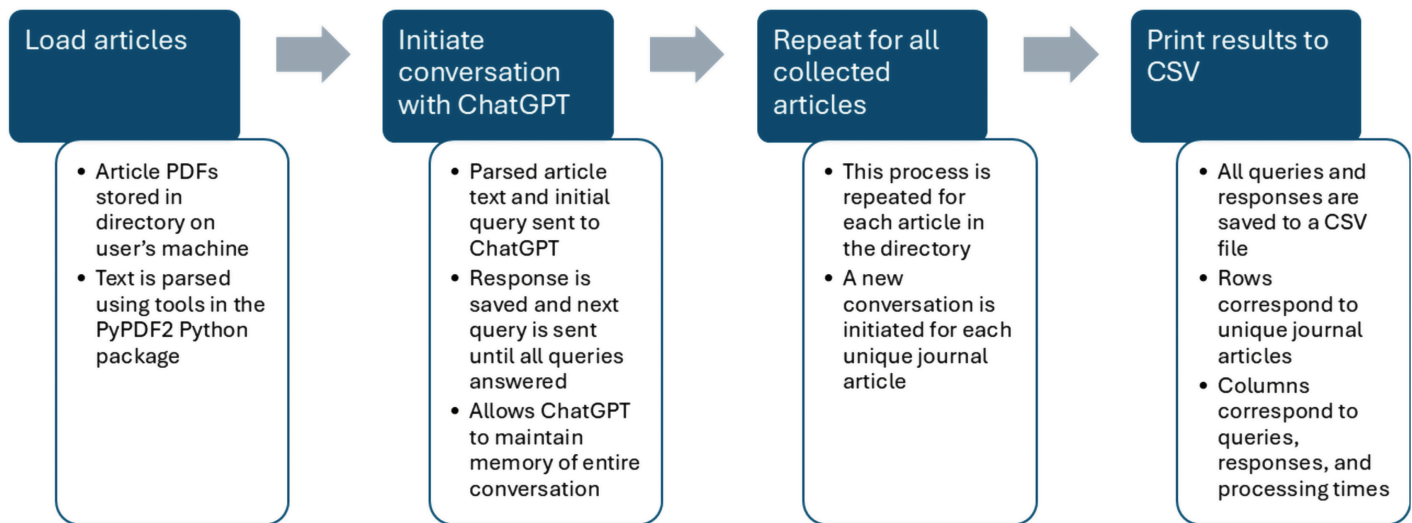 Load articles
• Article PDFs
stored in
directory on
user’s machine
• Text is parsed
using tools in the
PyPDF2 Python
package
Initiate
conversation
with ChatGPT
• Parsed article
text and initial
query sent to
ChatGPT
• Response is
saved and next
query is sent
until all queries
answered
• Allows ChatGPT
to maintain
memory of entire
conversation
Repeat for all
collected
articles
• This process is
repeated for
each article in
the directory
• A new
conversation is
initiated for each
unique journal
article
Print results to
CSV
• All queries and
responses are
saved to a CSV
file
• Rows
correspond to
unique journal
articles
• Columns
correspond to
queries,
responses, and
processing times